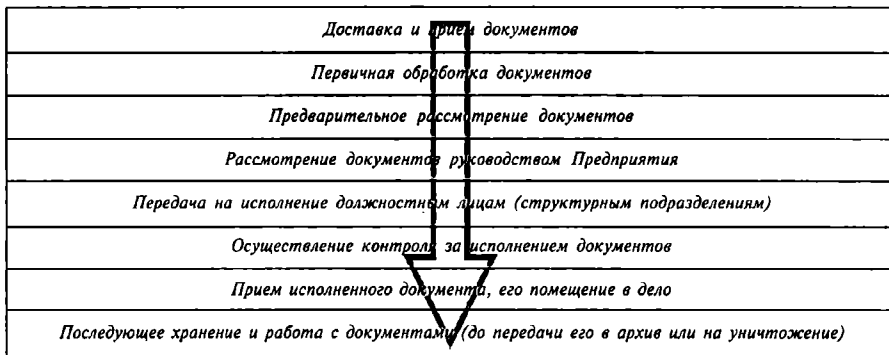 Доставка и прием документов
Первичная обработка документов
Предварительное рассмотрение документов
Рассмотрение документов руководством Предприятия
Передача на исполнение должностным лицам (структурным подразделениям)
Осуществление контроля за исполнением документов
Прием исполненного документа, его помещение в дело
Последующее хранение и работа с документами (до передачи его в архив или на уничтожение)